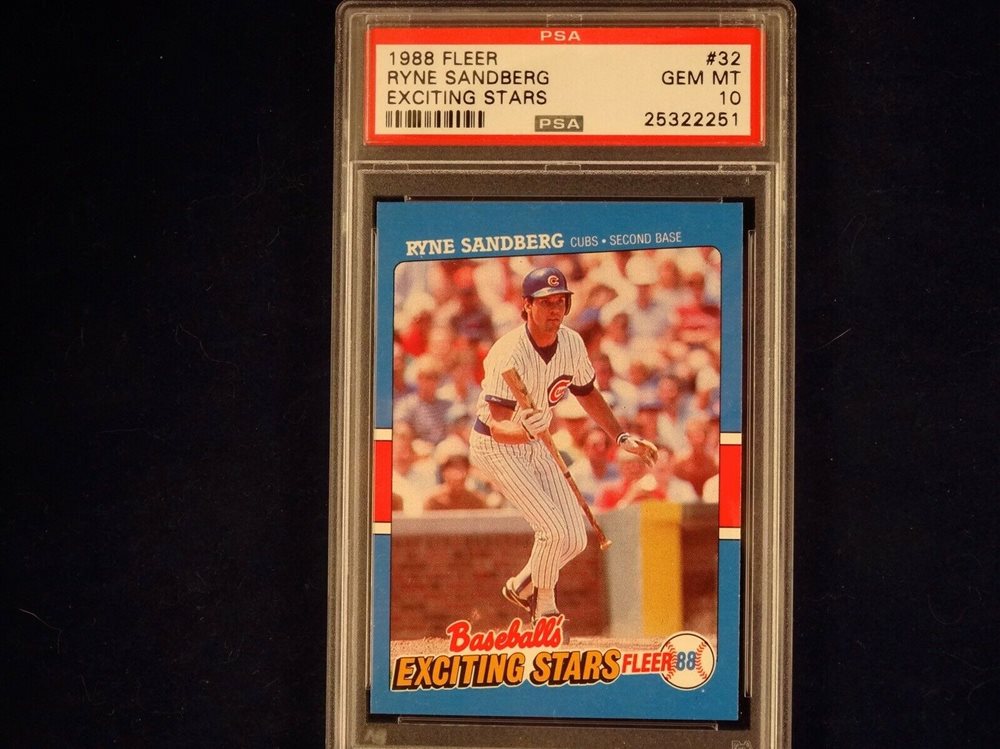 PSA
1988 FLEER #32
RYNE SANDBERG GEM MT
EXCITING STARS 10
PSA 25322251
RYNE SANDBERG CUBS • SECOND BASE
C
C
Baseball's
EXCITING STARS FLEER 88